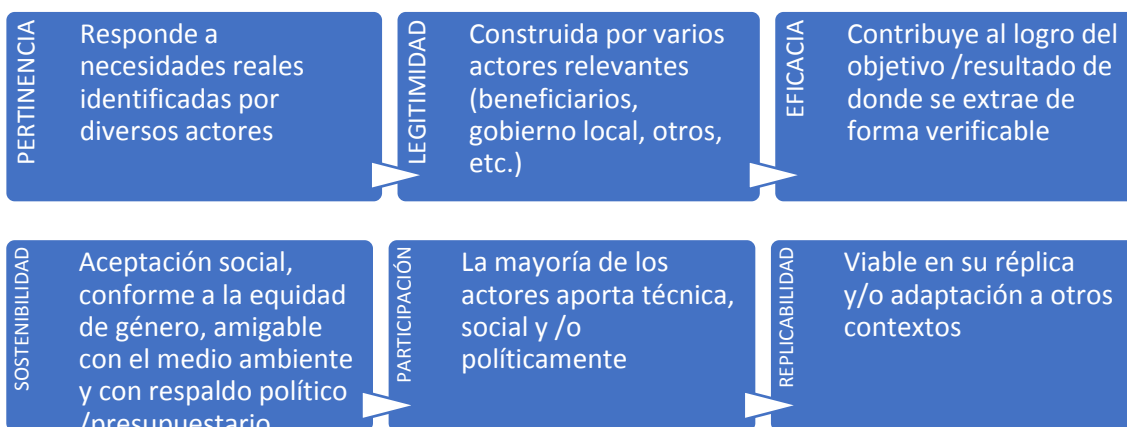 PERTINENCIA
Responde a
necesidades reales
identificadas por
diversos actores
LEGITIMIDAD
Construida por varios
actores relevantes
(beneficiarios,
gobierno local, otros,
etc.)
EFICACIA
Contribuye al logro del
objetivo /resultado de
donde se extrae de
forma verificable
SOSTENIBILIDAD
Aceptación social,
conforme a la equidad
de género, amigable
con el medio ambiente
y con respaldo político
/presupuestario
PARTICIPACIÓN
La mayoría de los
actores aporta técnica,
social y /o
políticamente
REPLICABILIDAD
Viable en su réplica
y/o adaptación a otros
contextos